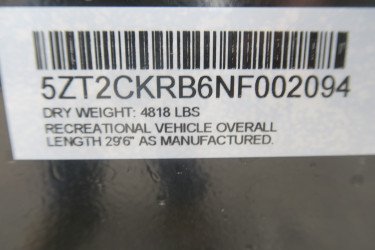 5ZT2CKRB6NF002094
DRY WEIGHT: 4818 LBS
RECREATIONAL VEHICLE OVERALL
LENGTH 29'6" AS MANUFACTURED.